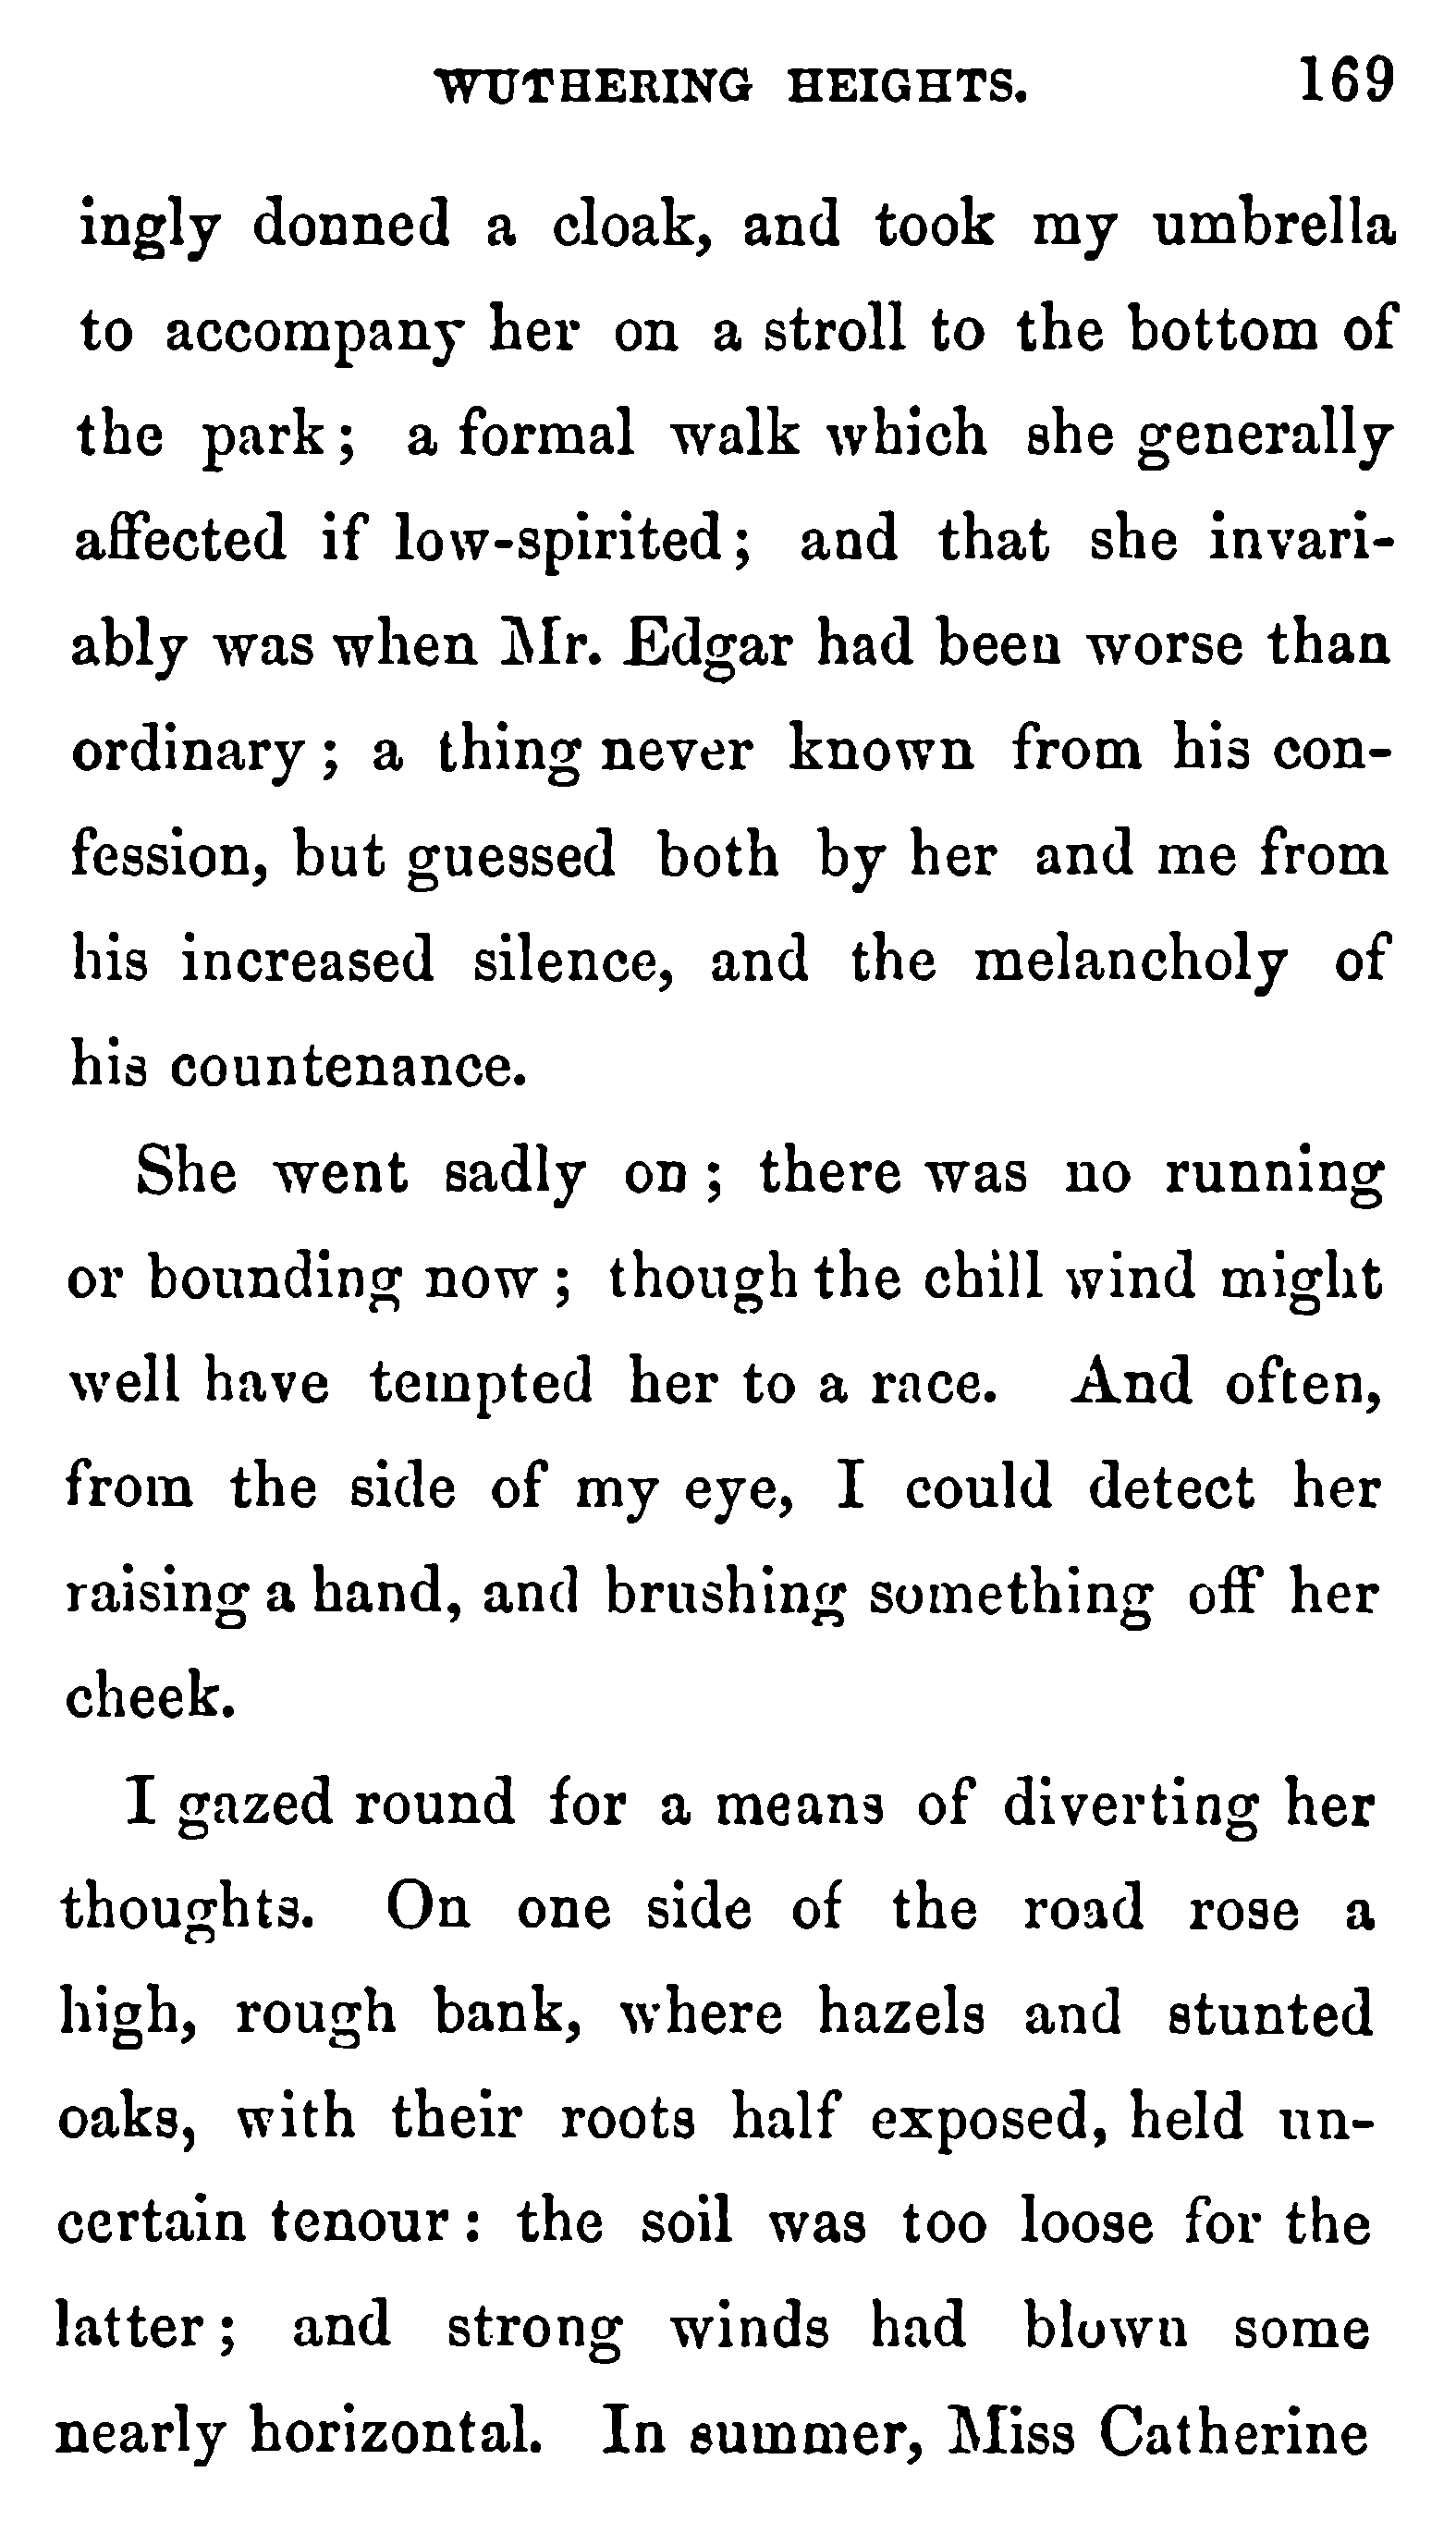 WUTHERING HEIGHTS. 169
ingly donned a cloak, and took my umbrella
to accompany her on a stroll to the bottom of
the park; a formal walk which she generally
affected if low-spirited; and that she invari-
ably was when Mr. Edgar had been worse than
ordinary; a thing never known from his con-
fession, but guessed both by her and me from
his increased silence, and the melancholy of
his countenance.
She went sadly on; there was no running
or bounding now; though the chill wind might
well have tempted her to a race. And often,
from the side of my eye, I could detect her
raising a hand, and brushing something off her
cheek.
I gazed round for a means of diverting her
thoughts. On one side of the road rose a
high, rough bank, where hazels and stunted
oaks, with their roots half exposed, held un-
certain tenour: the soil was too loose for the
latter; and strong winds had blown some
nearly horizontal. In summer, Miss Catherine